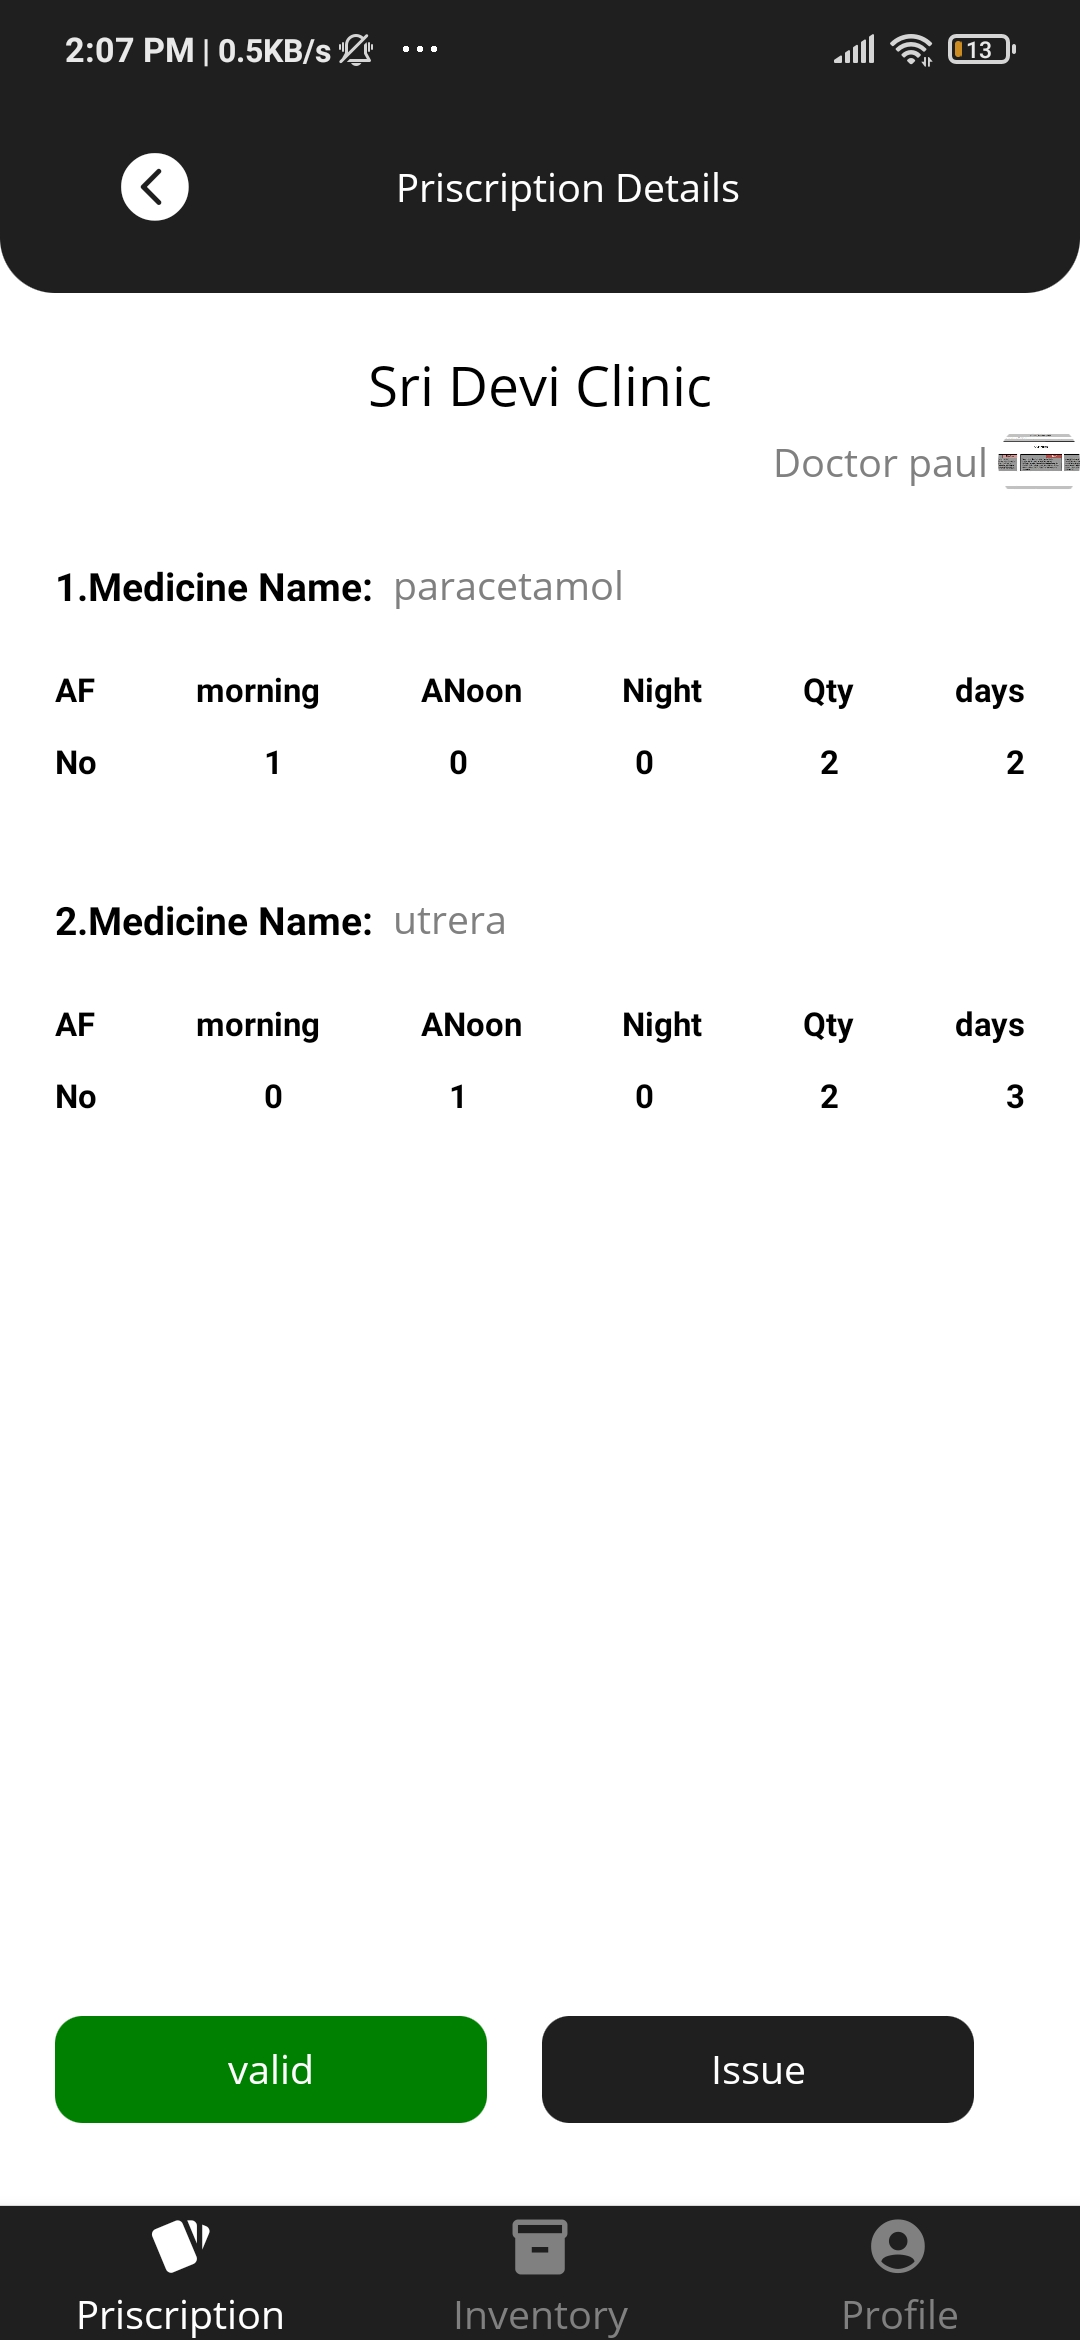 2:07 PM | 0.5KB/s
13
Priscription Details
Sri Devi Clinic
Doctor paul
1.Medicine Name: paracetamol
AF morning ANoon Night Qty days
No 1 0 0 2 2
2.Medicine Name: utrera
AF morning ANoon Night Qty days
No 0 1 0 2 3
valid Issue
Priscription Inventory Profile